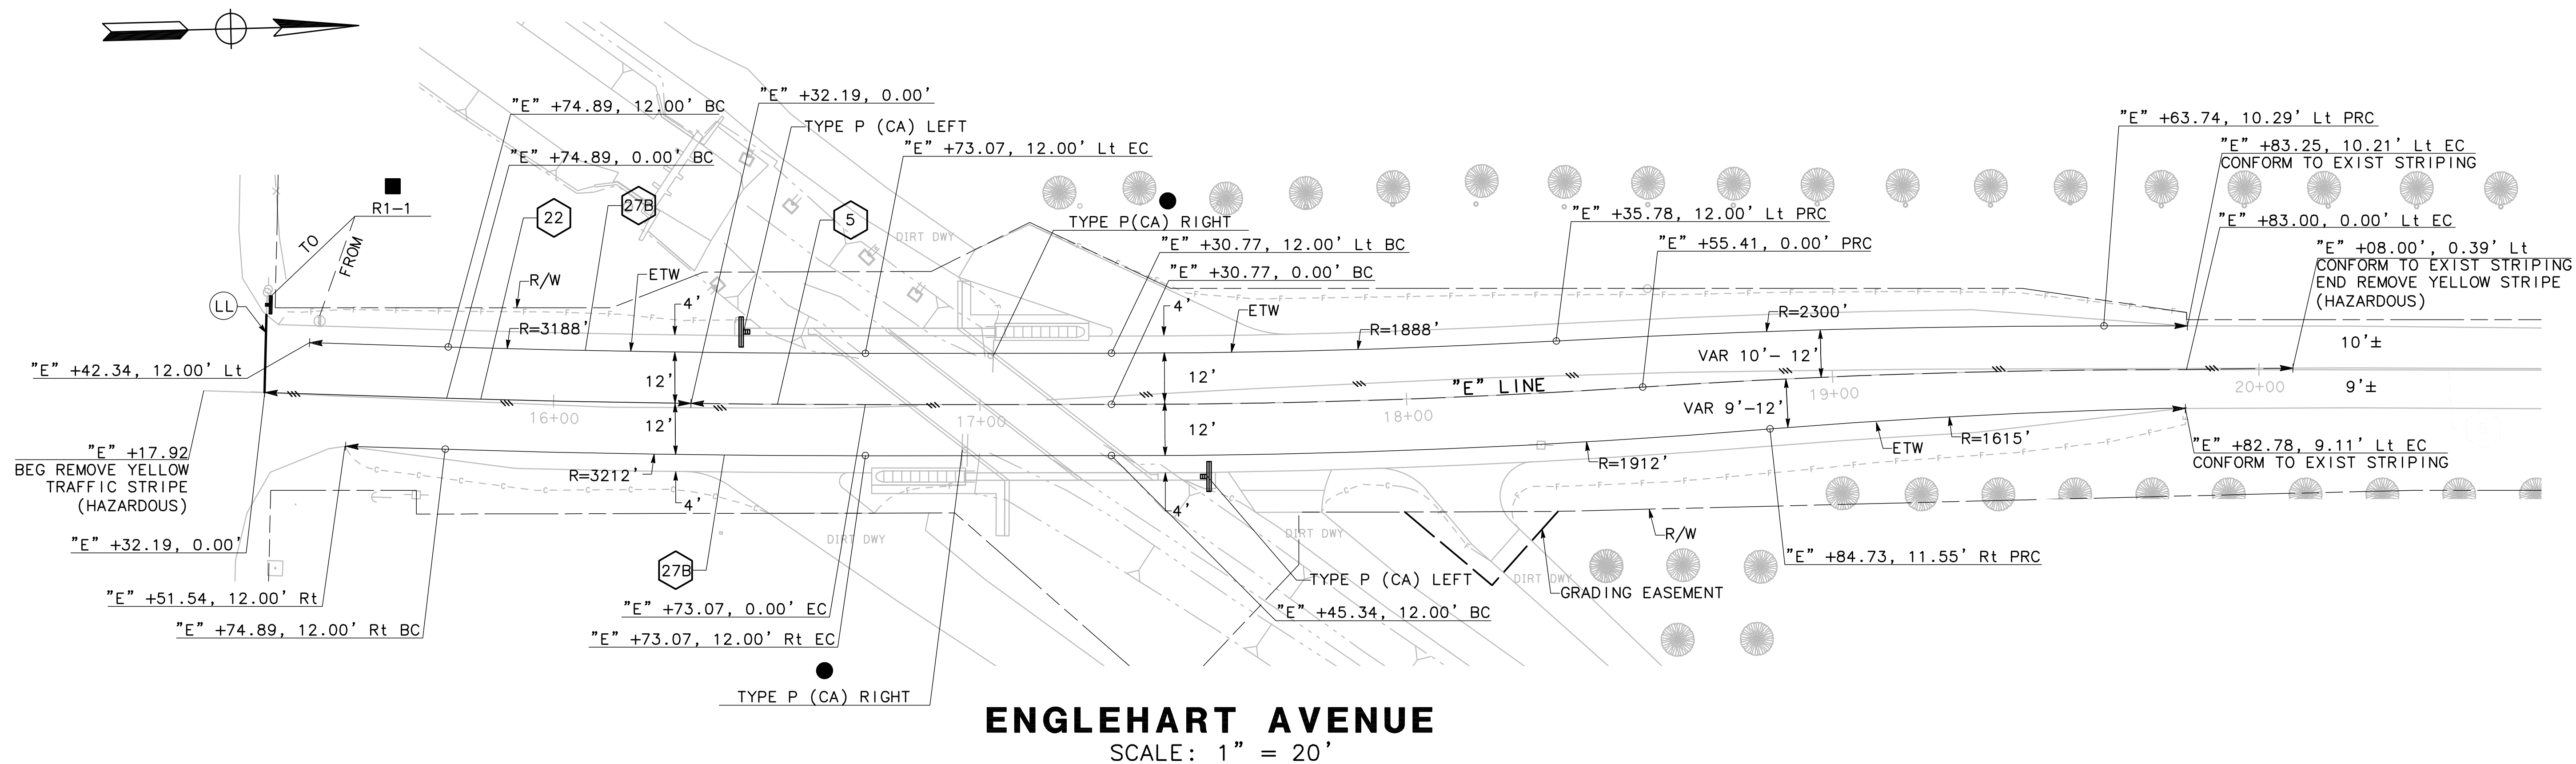 "E" +74.89, 12.00' BC
"E" +32.19, 0.00'
TYPE P (CA) LEFT
"E" +74.89, 0.00' BC
"E" +73.07, 12.00' Lt EC
"E" +63.74, 10.29' Lt PRC
"E" +83.25, 10.21' Lt EC
CONFORM TO EXIST STRIPING
R1-1
TO
FROM
22
27B
5
DIRT DWY
TYPE P(CA) RIGHT
"E" +35.78, 12.00' Lt PRC
"E" +83.00, 0.00' Lt EC
"E" +30.77, 12.00' Lt BC
"E" +55.41, 0.00' PRC
"E" +08.00', 0.39' Lt
CONFORM TO EXIST STRIPING
END REMOVE YELLOW STRIPE
(HAZARDOUS)
"E" +30.77, 0.00' BC
R/W
ETW
LL
4'
4'
ETW
R=3188'
R=1888'
R=2300'
"E" +42.34, 12.00' Lt
12'
12'
VAR 10'- 12'
10'±
"E" LINE
16+00
17+00
18+00
19+00
20+00
9'±
12'
12'
VAR 9'-12'
"E" +17.92
BEG REMOVE YELLOW
TRAFFIC STRIPE
(HAZARDOUS)
R=3212'
R=1912'
ETW
R=1615'
"E" +82.78, 9.11' Lt EC
CONFORM TO EXIST STRIPING
4'
4'
"E" +32.19, 0.00'
DIRT DWY
DIRT DWY
R/W
"E" +84.73, 11.55' Rt PRC
27B
TYPE P (CA) LEFT
DIRT DWY
GRADING EASEMENT
"E" +51.54, 12.00' Rt
"E" +73.07, 0.00' EC
"E" +45.34, 12.00' BC
"E" +74.89, 12.00' Rt BC
"E" +73.07, 12.00' Rt EC
TYPE P (CA) RIGHT
ENGLEHART AVENUE
SCALE: 1" = 20'